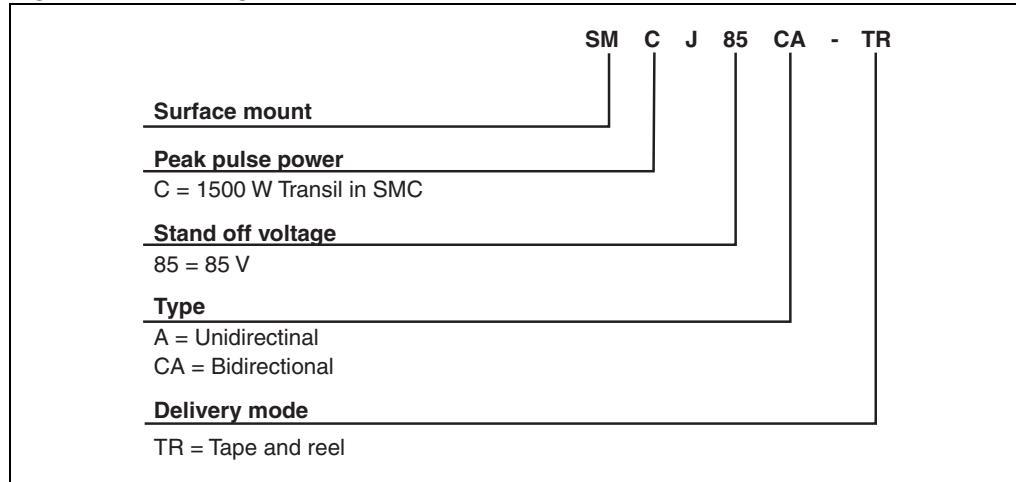 SM C J 85 CA - TR
Surface mount
Peak pulse power
C = 1500 W Transil in SMC
Stand off voltage
85 = 85 V
Type
A = Unidirectinal
CA = Bidirectional
Delivery mode
TR = Tape and reel